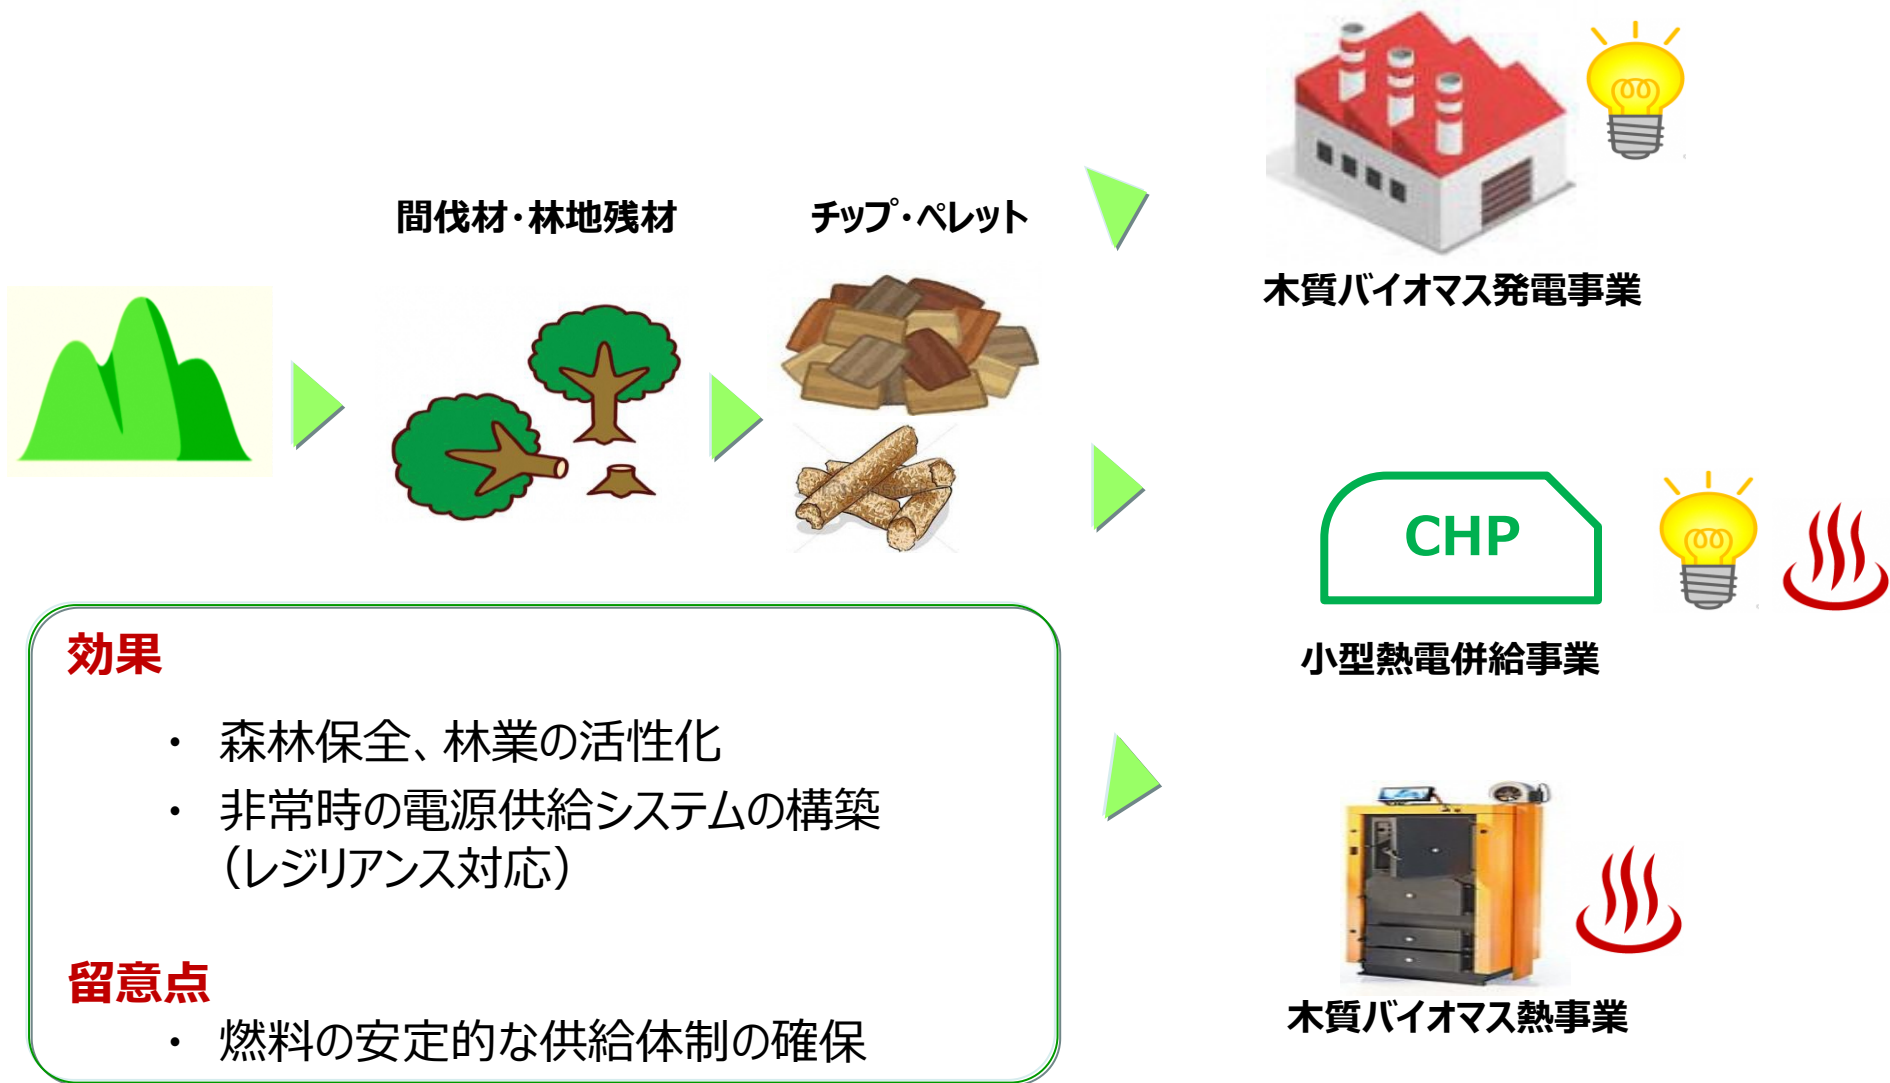 間伐材・林地残材
チップ・ペレット
木質バイオマス発電事業
CHP
小型熱電併給事業
木質バイオマス熱事業
効果
・ 森林保全、林業の活性化
・ 非常時の電源供給システムの構築
（レジリアンス対応）
留意点
・ 燃料の安定的な供給体制の確保